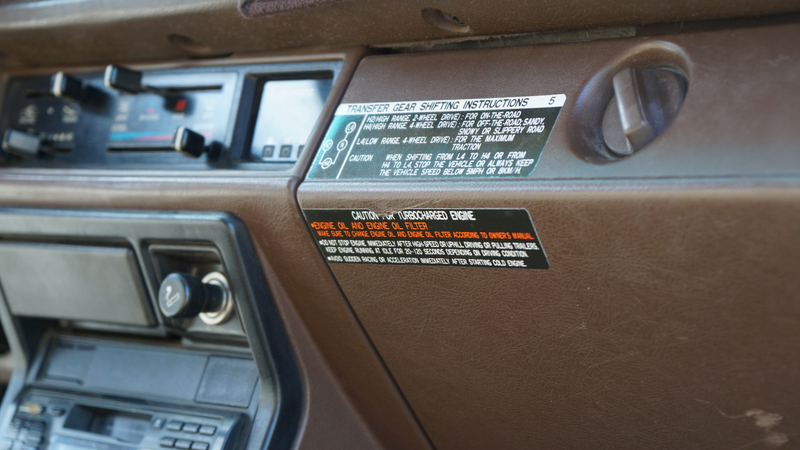 TRANSFER GEAR SHIFTING INSTRUCTIONS 5
H2(HIGH RANGE, 2-WHEEL DRIVE) : FOR ON-THE-ROAD
H4(HIGH RANGE, 4-WHEEL DRIVE) : FOR OFF-THE-ROAD, SANDY,
SNOWY OR SLIPPERY ROAD
L4(LOW RANGE, 4-WHEEL DRIVE) : FOR THE MAXIMUM
TRACTION
CAUTION WHEN SHIFTING FROM L4 TO H4 OR FROM
H4 TO L4, STOP THE VEHICLE OR ALWAYS KEEP
THE VEHICLE SPEED BELOW 5MPH OR 8KM/H.
CAUTION FOR TURBOCHARGED ENGINE
•ENGINE OIL AND ENGINE OIL FILTER
MAKE SURE TO CHANGE ENGINE OIL AND ENGINE OIL FILTER ACCORDING TO OWNER'S MANUAL.
•DO NOT STOP ENGINE IMMEDIATELY AFTER HIGH-SPEED OR UPHILL DRIVING OR PULLING TRAILERS.
KEEP ENGINE RUNNING AT IDLE FOR 20-120 SECONDS DEPENDING ON DRIVING CONDITION.
•AVOID SUDDEN RACING OR ACCELERATION IMMEDIATELY AFTER STARTING COLD ENGINE.